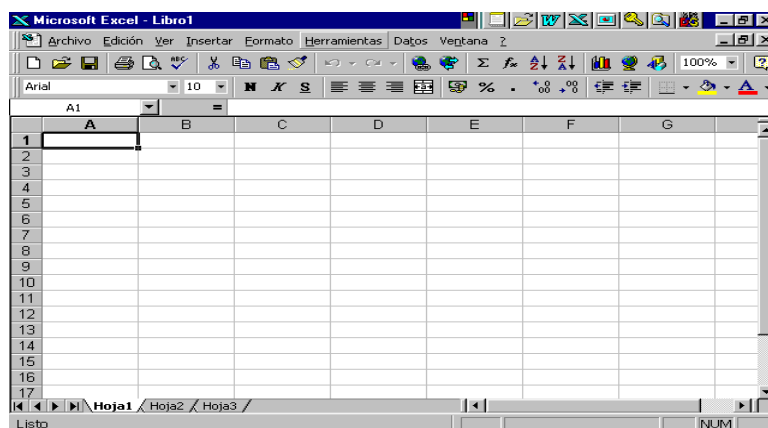 Microsoft Excel - Libro1
Archivo Edición Ver Insertar Formato Herramientas Datos Ventana ?
100%
Arial 10 N K S %
A1 =
A B C D E F G
1
2
3
4
5
6
7
8
9
10
11
12
13
14
15
16
17
Hoja1 Hoja2 Hoja3
Listo NUM